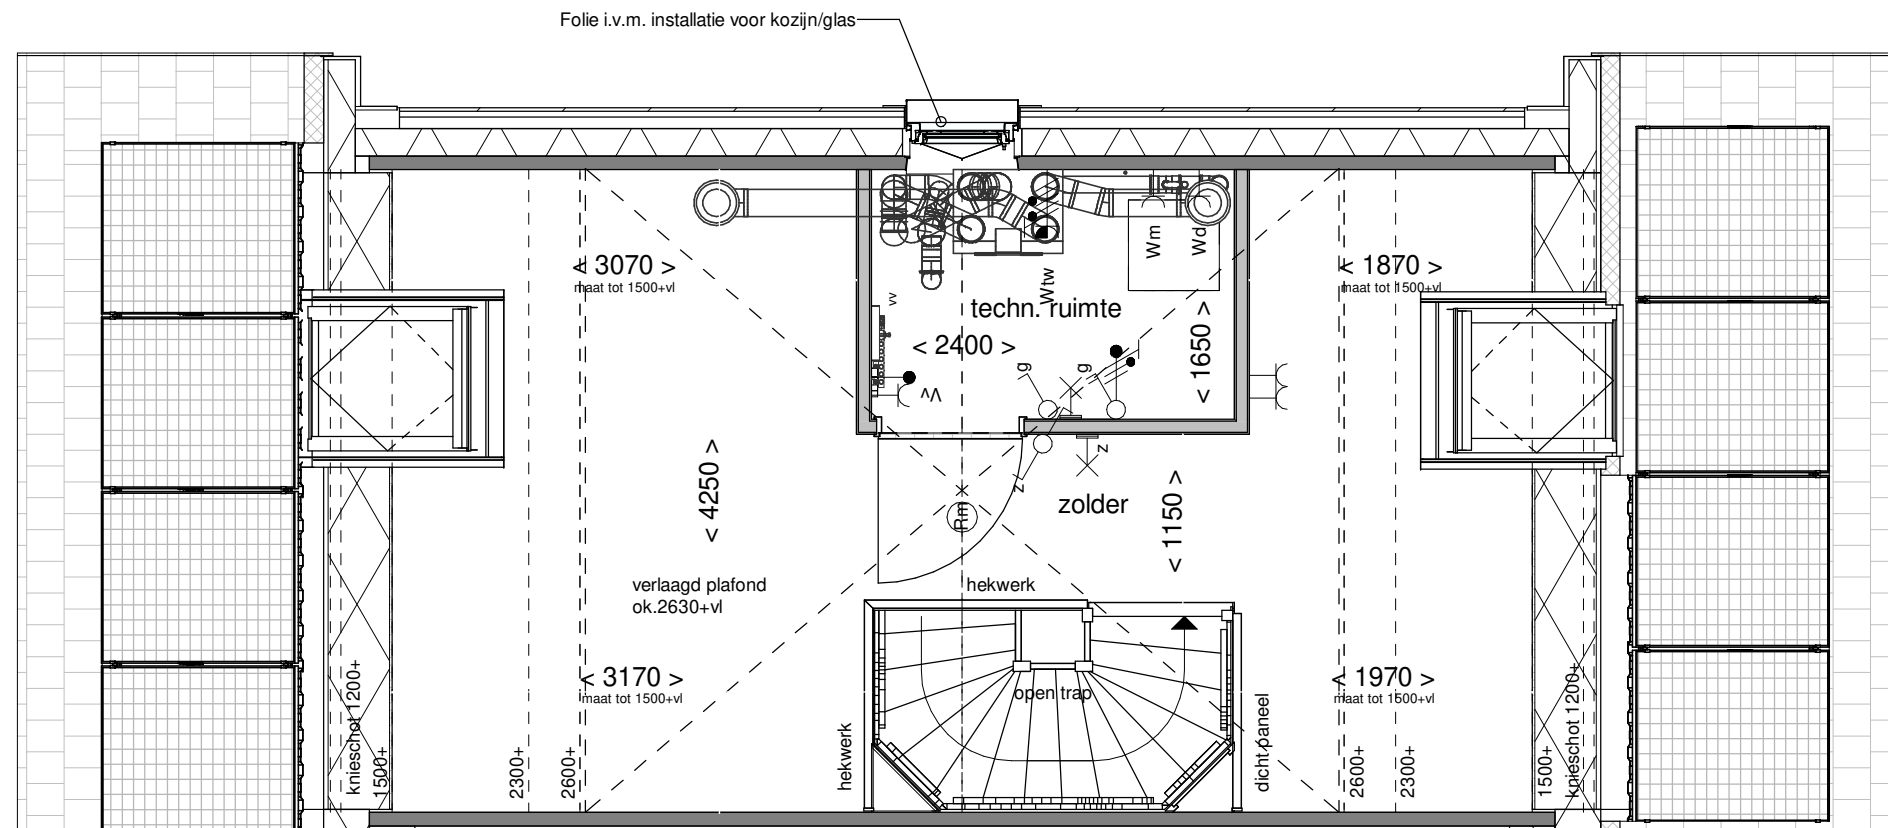 Folie i.v.m. installatie voor kozijn/glas
< 3070 >
maat tot 1500+vl
< 1870 >
maat tot 1500+vl
Wm
Wd
Wtw
vv
techn. ruimte
< 2400 >
< 1650 >
g
g
z
z
< 4250 >
Rm
zolder
< 1150 >
verlaagd plafond
ok.2630+vl
hekwerk
< 3170 >
maat tot 1500+vl
open trap
< 1970 >
maat tot 1500+vl
knieschot 1200+
1500+
2300+
2600+
hekwerk
dicht paneel
2600+
2300+
1500+
knieschot 1200+